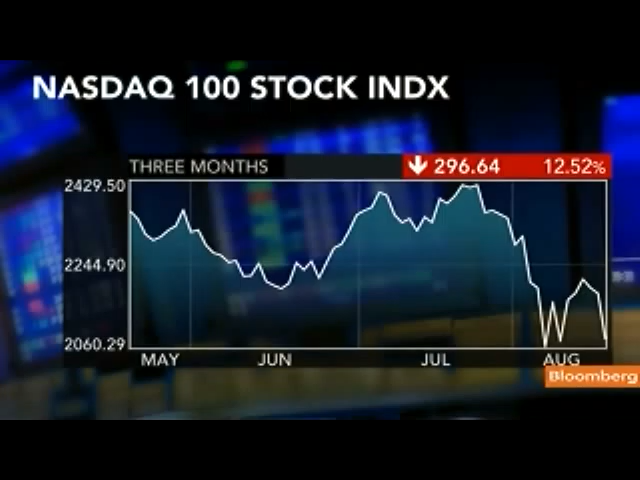 NASDAQ 100 STOCK INDX
THREE MONTHS 296.64 12.52%
2429.50
2244.90
2060.29
MAY JUN JUL AUG
Bloomberg